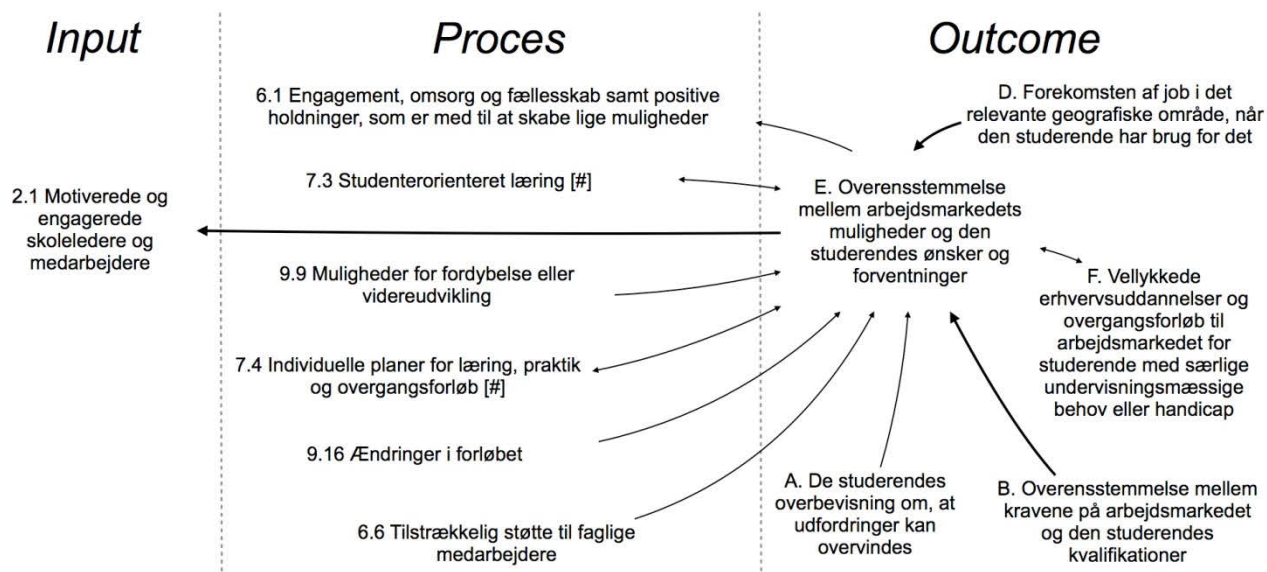 Input
Proces
Outcome
2.1 Motiverede og
engagerede
skoleledere og
medarbejdere
6.1 Engagement, omsorg og fællesskab samt positive
holdninger, som er med til at skabe lige muligheder
7.3 Studenterorienteret læring [#]
9.9 Muligheder for fordybelse eller
videreudvikling
7.4 Individuelle planer for læring, praktik
og overgangsforløb [#]
9.16 Ændringer i forløbet
6.6 Tilstrækkelig støtte til faglige
medarbejdere
D. Forekomsten af job i det
relevante geografiske område, når
den studerende har brug for det
E. Overensstemmelse
mellem arbejdsmarkedets
muligheder og den
studerendes ønsker og
forventninger
F. Vellykkede
erhvervsuddannelser og
overgangsforløb til
arbejdsmarkedet for
studerende med særlige
undervisningsmæssige
behov eller handicap
A. De studerendes
overbevisning om, at
udfordringer kan
overvindes
B. Overensstemmelse mellem
kravene på arbejdsmarkedet
og den studerendes
kvalifikationer